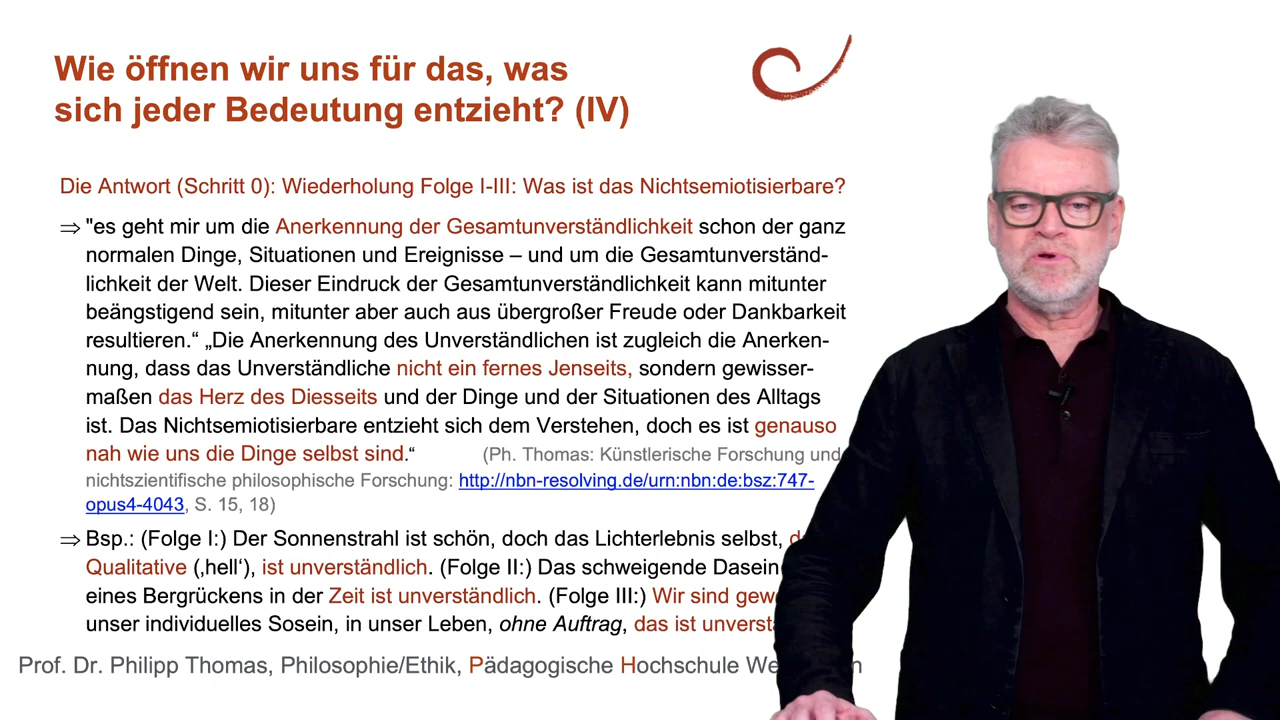 Wie öffnen wir uns für das, was
sich jeder Bedeutung entzieht? (IV)
Die Antwort (Schritt 0): Wiederholung Folge I-III: Was ist das Nichtsemiotisierbare?
⇒ "es geht mir um die Anerkennung der Gesamtunverständlichkeit schon der ganz
normalen Dinge, Situationen und Ereignisse – und um die Gesamtunverständ-
lichkeit der Welt. Dieser Eindruck der Gesamtunverständlichkeit kann mitunter
beängstigend sein, mitunter aber auch aus übergroßer Freude oder Dankbarkeit
resultieren.“ „Die Anerkennung des Unverständlichen ist zugleich die Anerken-
nung, dass das Unverständliche nicht ein fernes Jenseits, sondern gewisser-
maßen das Herz des Diesseits und der Dinge und der Situationen des Alltags
ist. Das Nichtsemiotisierbare entzieht sich dem Verstehen, doch es ist genauso
nah wie uns die Dinge selbst sind.“ (Ph. Thomas: Künstlerische Forschung und
nichtszientifische philosophische Forschung: http://nbn-resolving.de/urn:nbn:de:bsz:747-
opus4-4043, S. 15, 18)
⇒ Bsp.: (Folge I:) Der Sonnenstrahl ist schön, doch das Lichterlebnis selbst,
Qualitative (‚hell‘), ist unverständlich. (Folge II:) Das schweigende Dasein
eines Bergrückens in der Zeit ist unverständlich. (Folge III:) Wir sind
unser individuelles Sosein, in unser Leben, ohne Auftrag, das ist
Prof. Dr. Philipp Thomas, Philosophie/Ethik, Pädagogische Hochschule